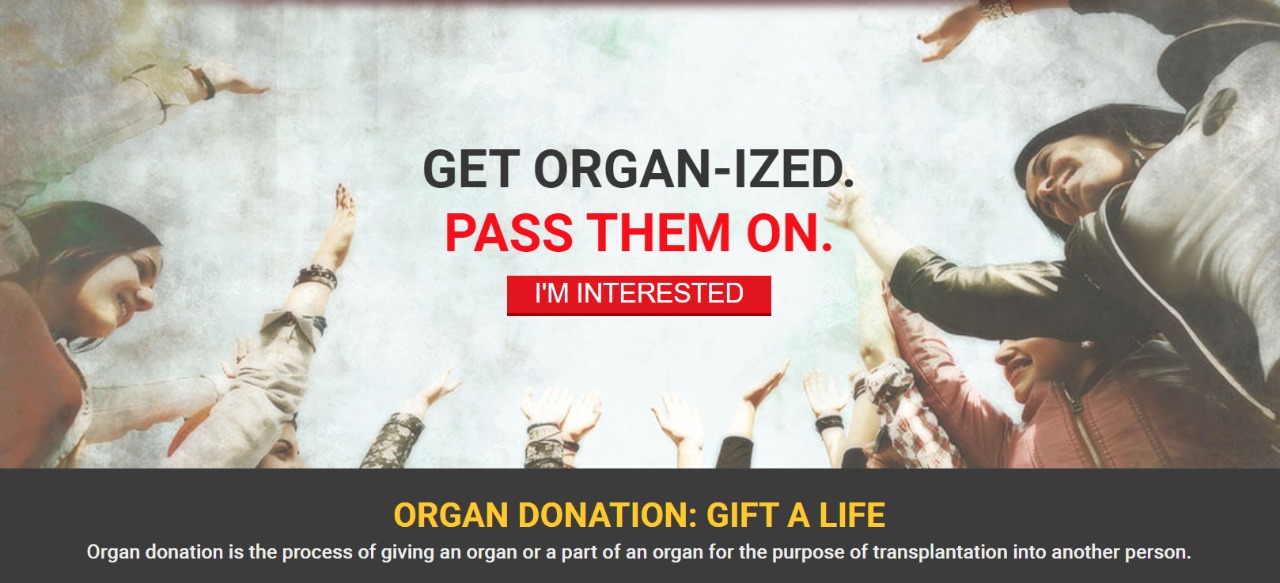 GET ORGAN-IZED.
PASS THEM ON.
I'M INTERESTED
ORGAN DONATION: GIFT A LIFE
Organ donation is the process of giving an organ or a part of an organ for the purpose of transplantation into another person.